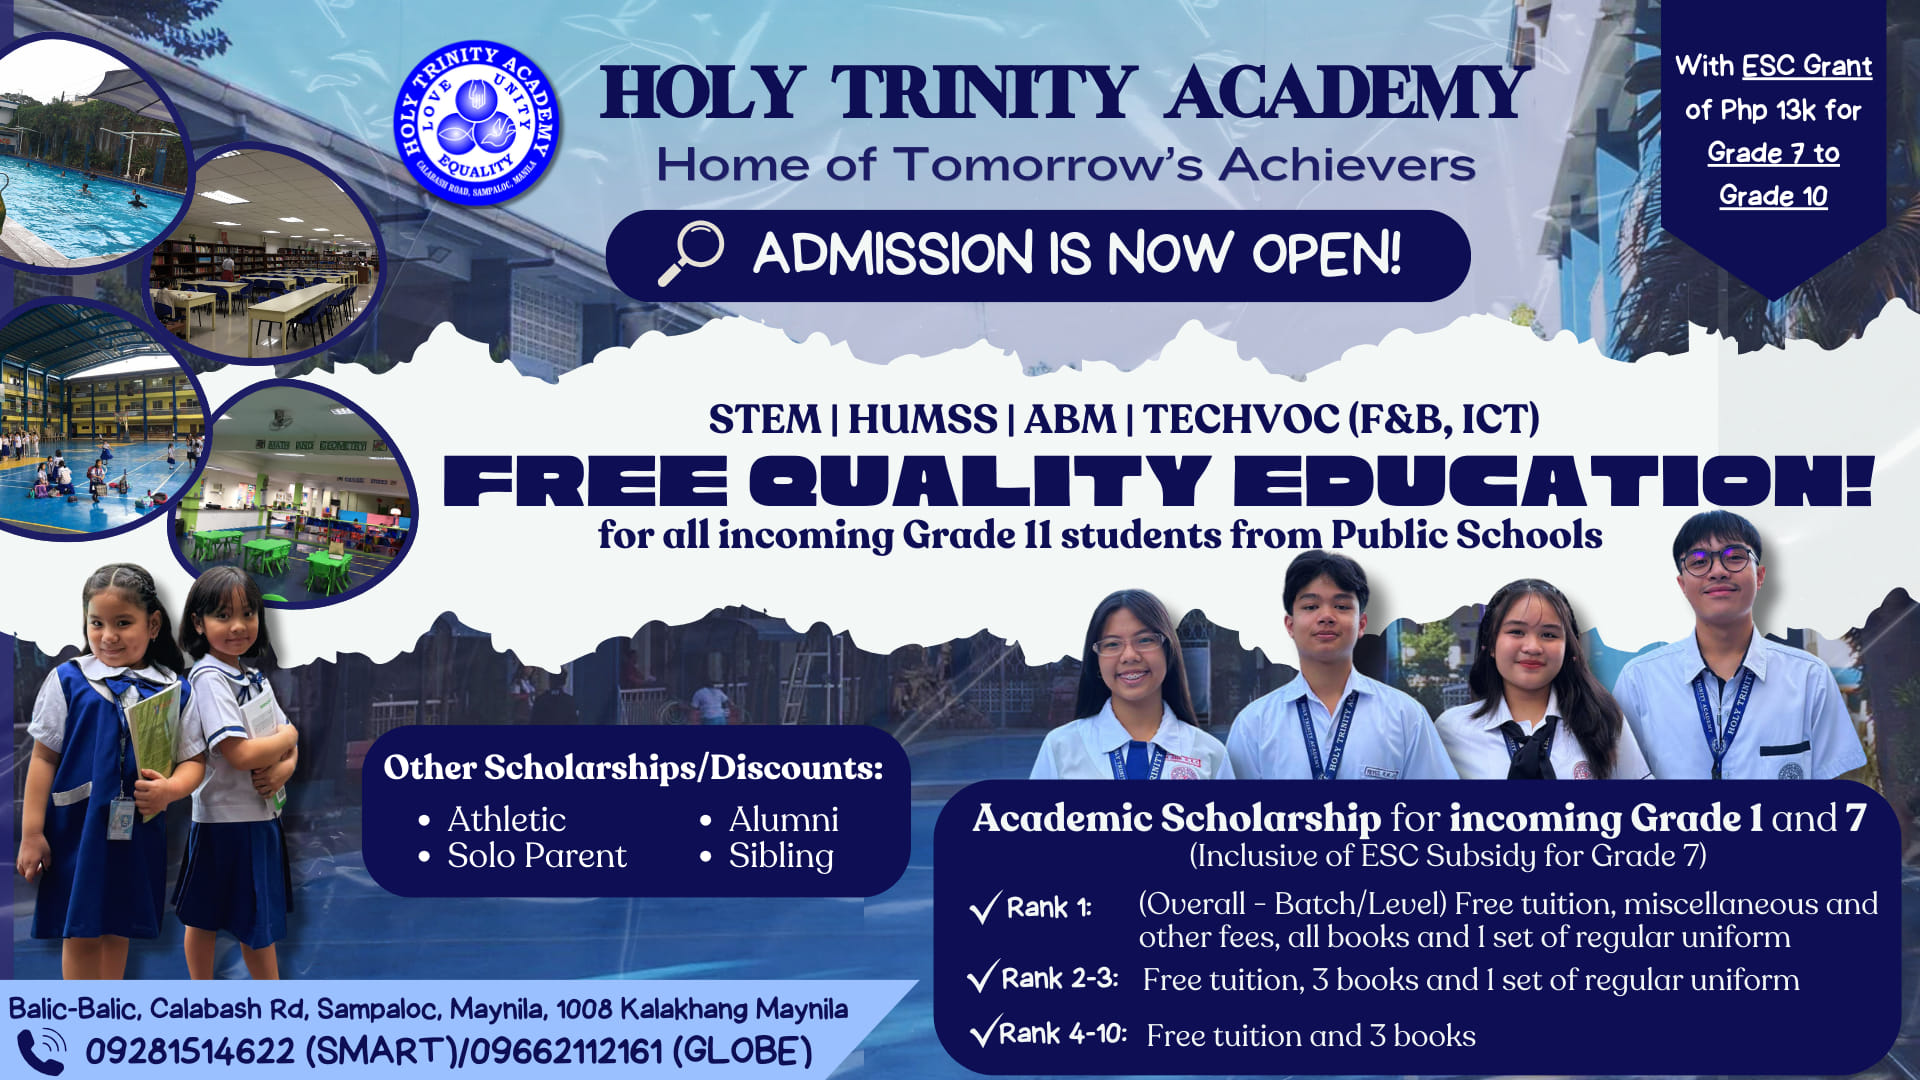 HOLY TRINITY ACADEMY
LOVE UNITY
EQUALITY
CALABASH ROAD, SAMPALOC, MANILA
HOLY TRINITY ACADEMY
Home of Tomorrow's Achievers
ADMISSION IS NOW OPEN!
With ESC Grant
of Php 13k for
Grade 7 to
Grade 10
STEM | HUMSS | ABM | TECHVOC (F&B, ICT)
FREE QUALITY EDUCATION!
for all incoming Grade 11 students from Public Schools
MATH AND GEOMETRY
Other Scholarships/Discounts:
• Athletic
• Solo Parent
• Alumni
• Sibling
HOLY TRINITY
Academic Scholarship for incoming Grade 1 and 7
(Inclusive of ESC Subsidy for Grade 7)
Rank 1: (Overall - Batch/Level) Free tuition, miscellaneous and
other fees, all books and 1 set of regular uniform
Rank 2-3: Free tuition, 3 books and 1 set of regular uniform
Rank 4-10: Free tuition and 3 books
Balic-Balic, Calabash Rd, Sampaloc, Maynila, 1008 Kalakhang Maynila
09281514622 (SMART)/09662112161 (GLOBE)